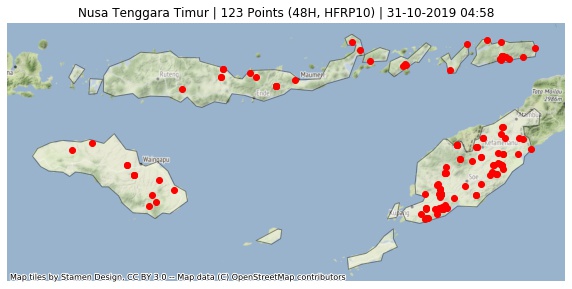 Nusa Tenggara Timur | 123 Points (48H, HFRP10) | 31-10-2019 04:58
Ruteng
Ende
Maumere
Waingapu
Kupang
Soe
Kefamenanu
Map tiles by Stamen Design, CC BY 3.0 -- Map data (C) OpenStreetMap contributors